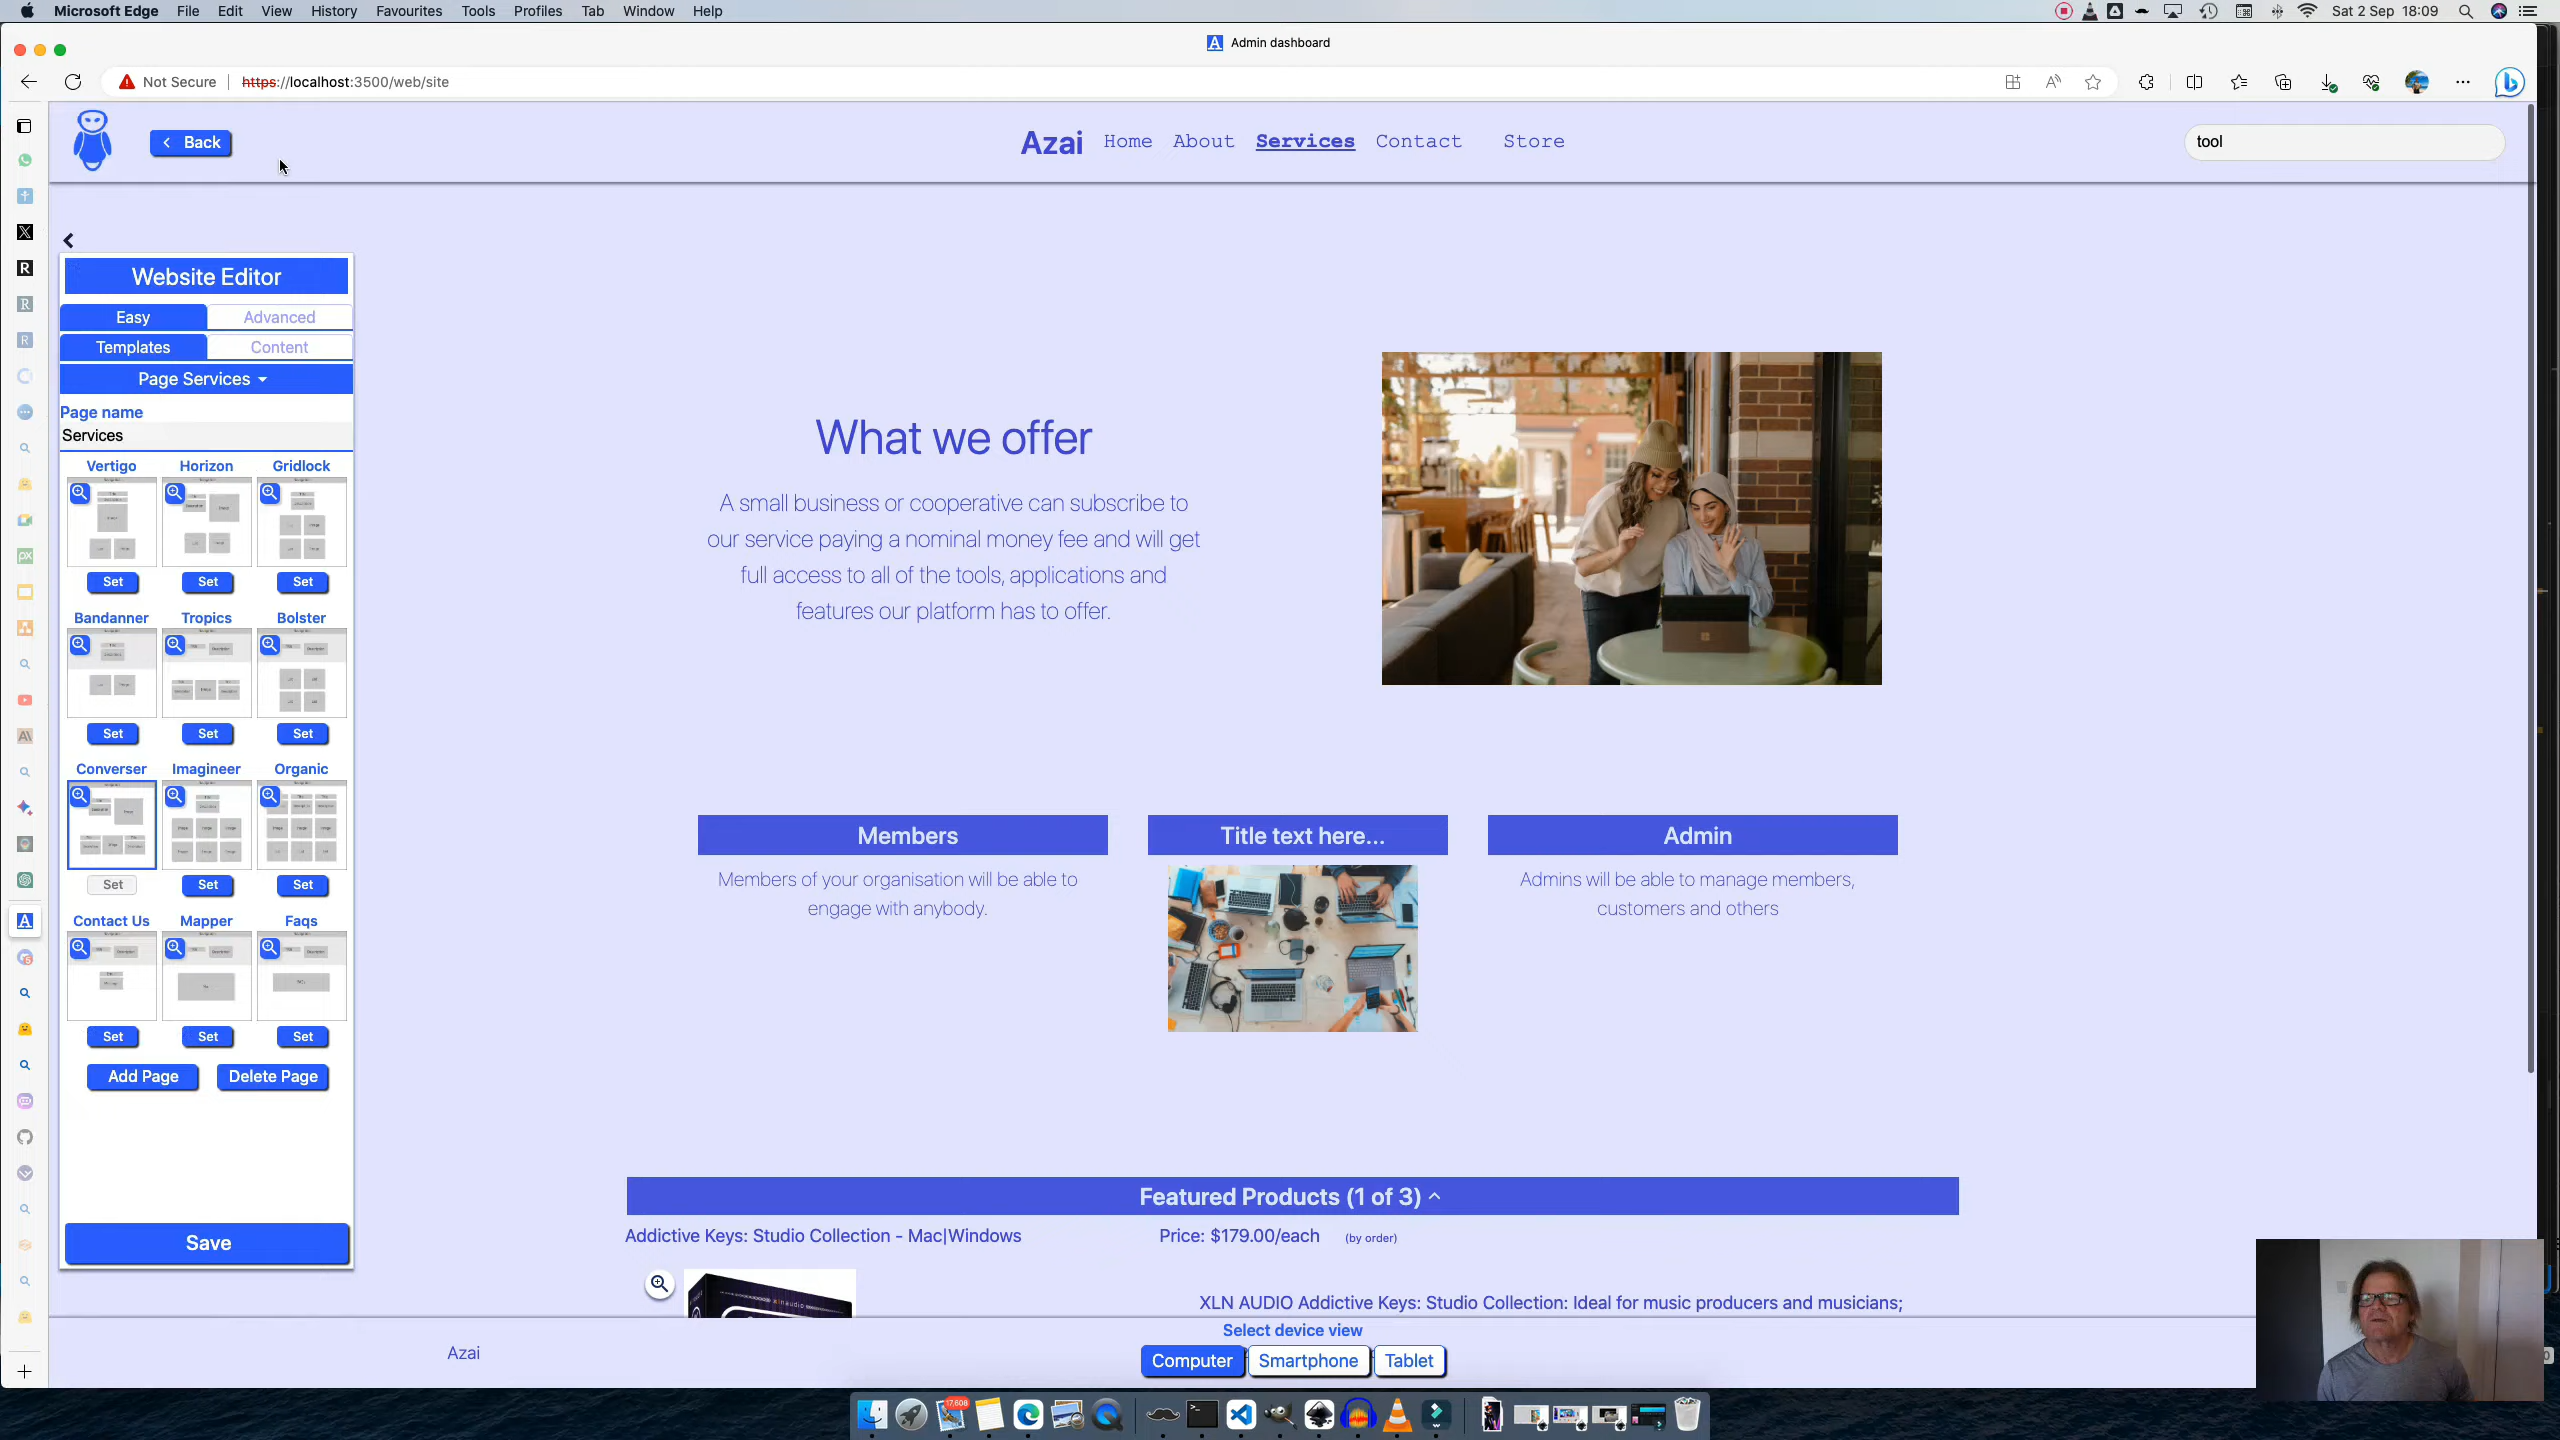 Microsoft Edge File Edit View History Favourites Tools Profiles Tab Window Help
Sat 2 Sep 18:09
Admin dashboard
Not Secure
https://localhost:3500/web/site
Back
Azai Home About Services Contact Store
tool
Website Editor
Easy Advanced
Templates Content
Page Services
Page name
Services
Vertigo Horizon Gridlock
Set Set Set
Bandanner Tropics Bolster
Set Set Set
Converser Imagineer Organic
Set Set Set
Contact Us Mapper Faqs
Set Set Set
Add Page Delete Page
Save
What we offer
A small business or cooperative can subscribe to
our service paying a nominal money fee and will get
full access to all of the tools, applications and
features our platform has to offer.
Members
Members of your organisation will be able to
engage with anybody.
Title text here...
Admin
Admins will be able to manage members,
customers and others
Featured Products (1 of 3)
Addictive Keys: Studio Collection - Mac|Windows
Price: $179.00/each (by order)
XLN AUDIO Addictive Keys: Studio Collection: Ideal for music producers and musicians;
Select device view
Azai
Computer Smartphone Tablet
17,608